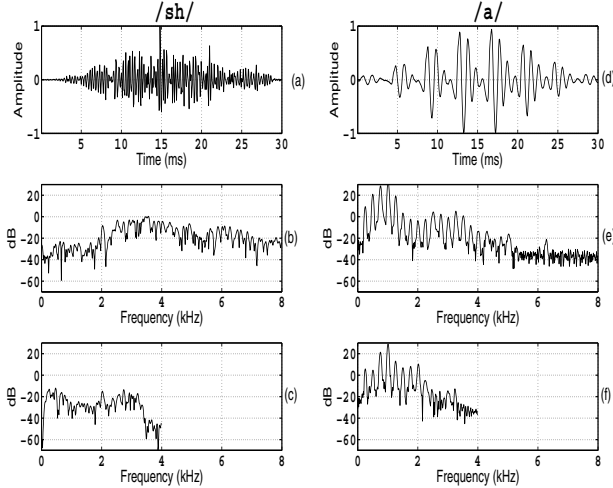 /sh/ /a/
Amplitude 1 0 −1 (a) Amplitude 1 0 −1 (d)
5 10 15 20 25 30 5 10 15 20 25 30
Time (ms) Time (ms)
dB 20 0 −20 −40 −60 (b) dB 20 0 −20 −40 −60 (e)
0 2 4 6 8 0 2 4 6 8
Frequency (kHz) Frequency (kHz)
dB 20 0 −20 −40 −60 (c) dB 20 0 −20 −40 −60 (f)
0 2 4 6 8 0 2 4 6 8
Frequency (kHz) Frequency (kHz)